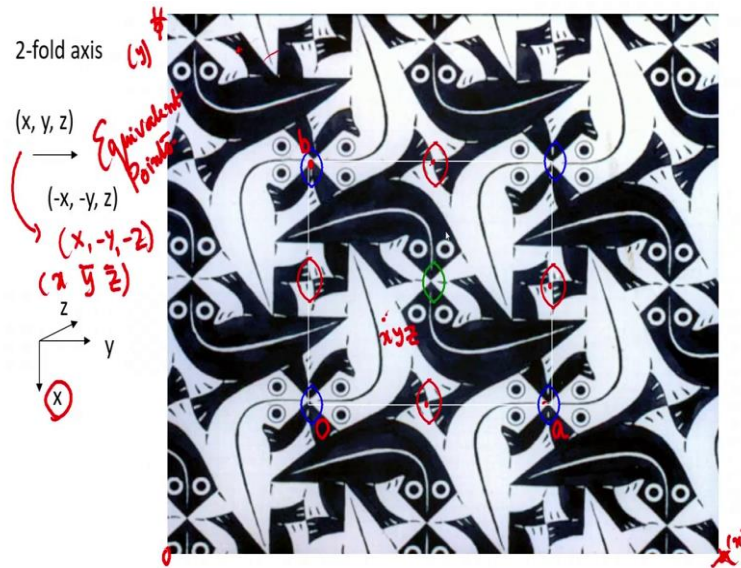 2-fold axis
(y)
(x, y, z)
Equivalent
Points
(-x, -y, z)
(x, -y, -z)
(x ȳ z̄)
z
y
x
b
xyz
O
a
O
(x)